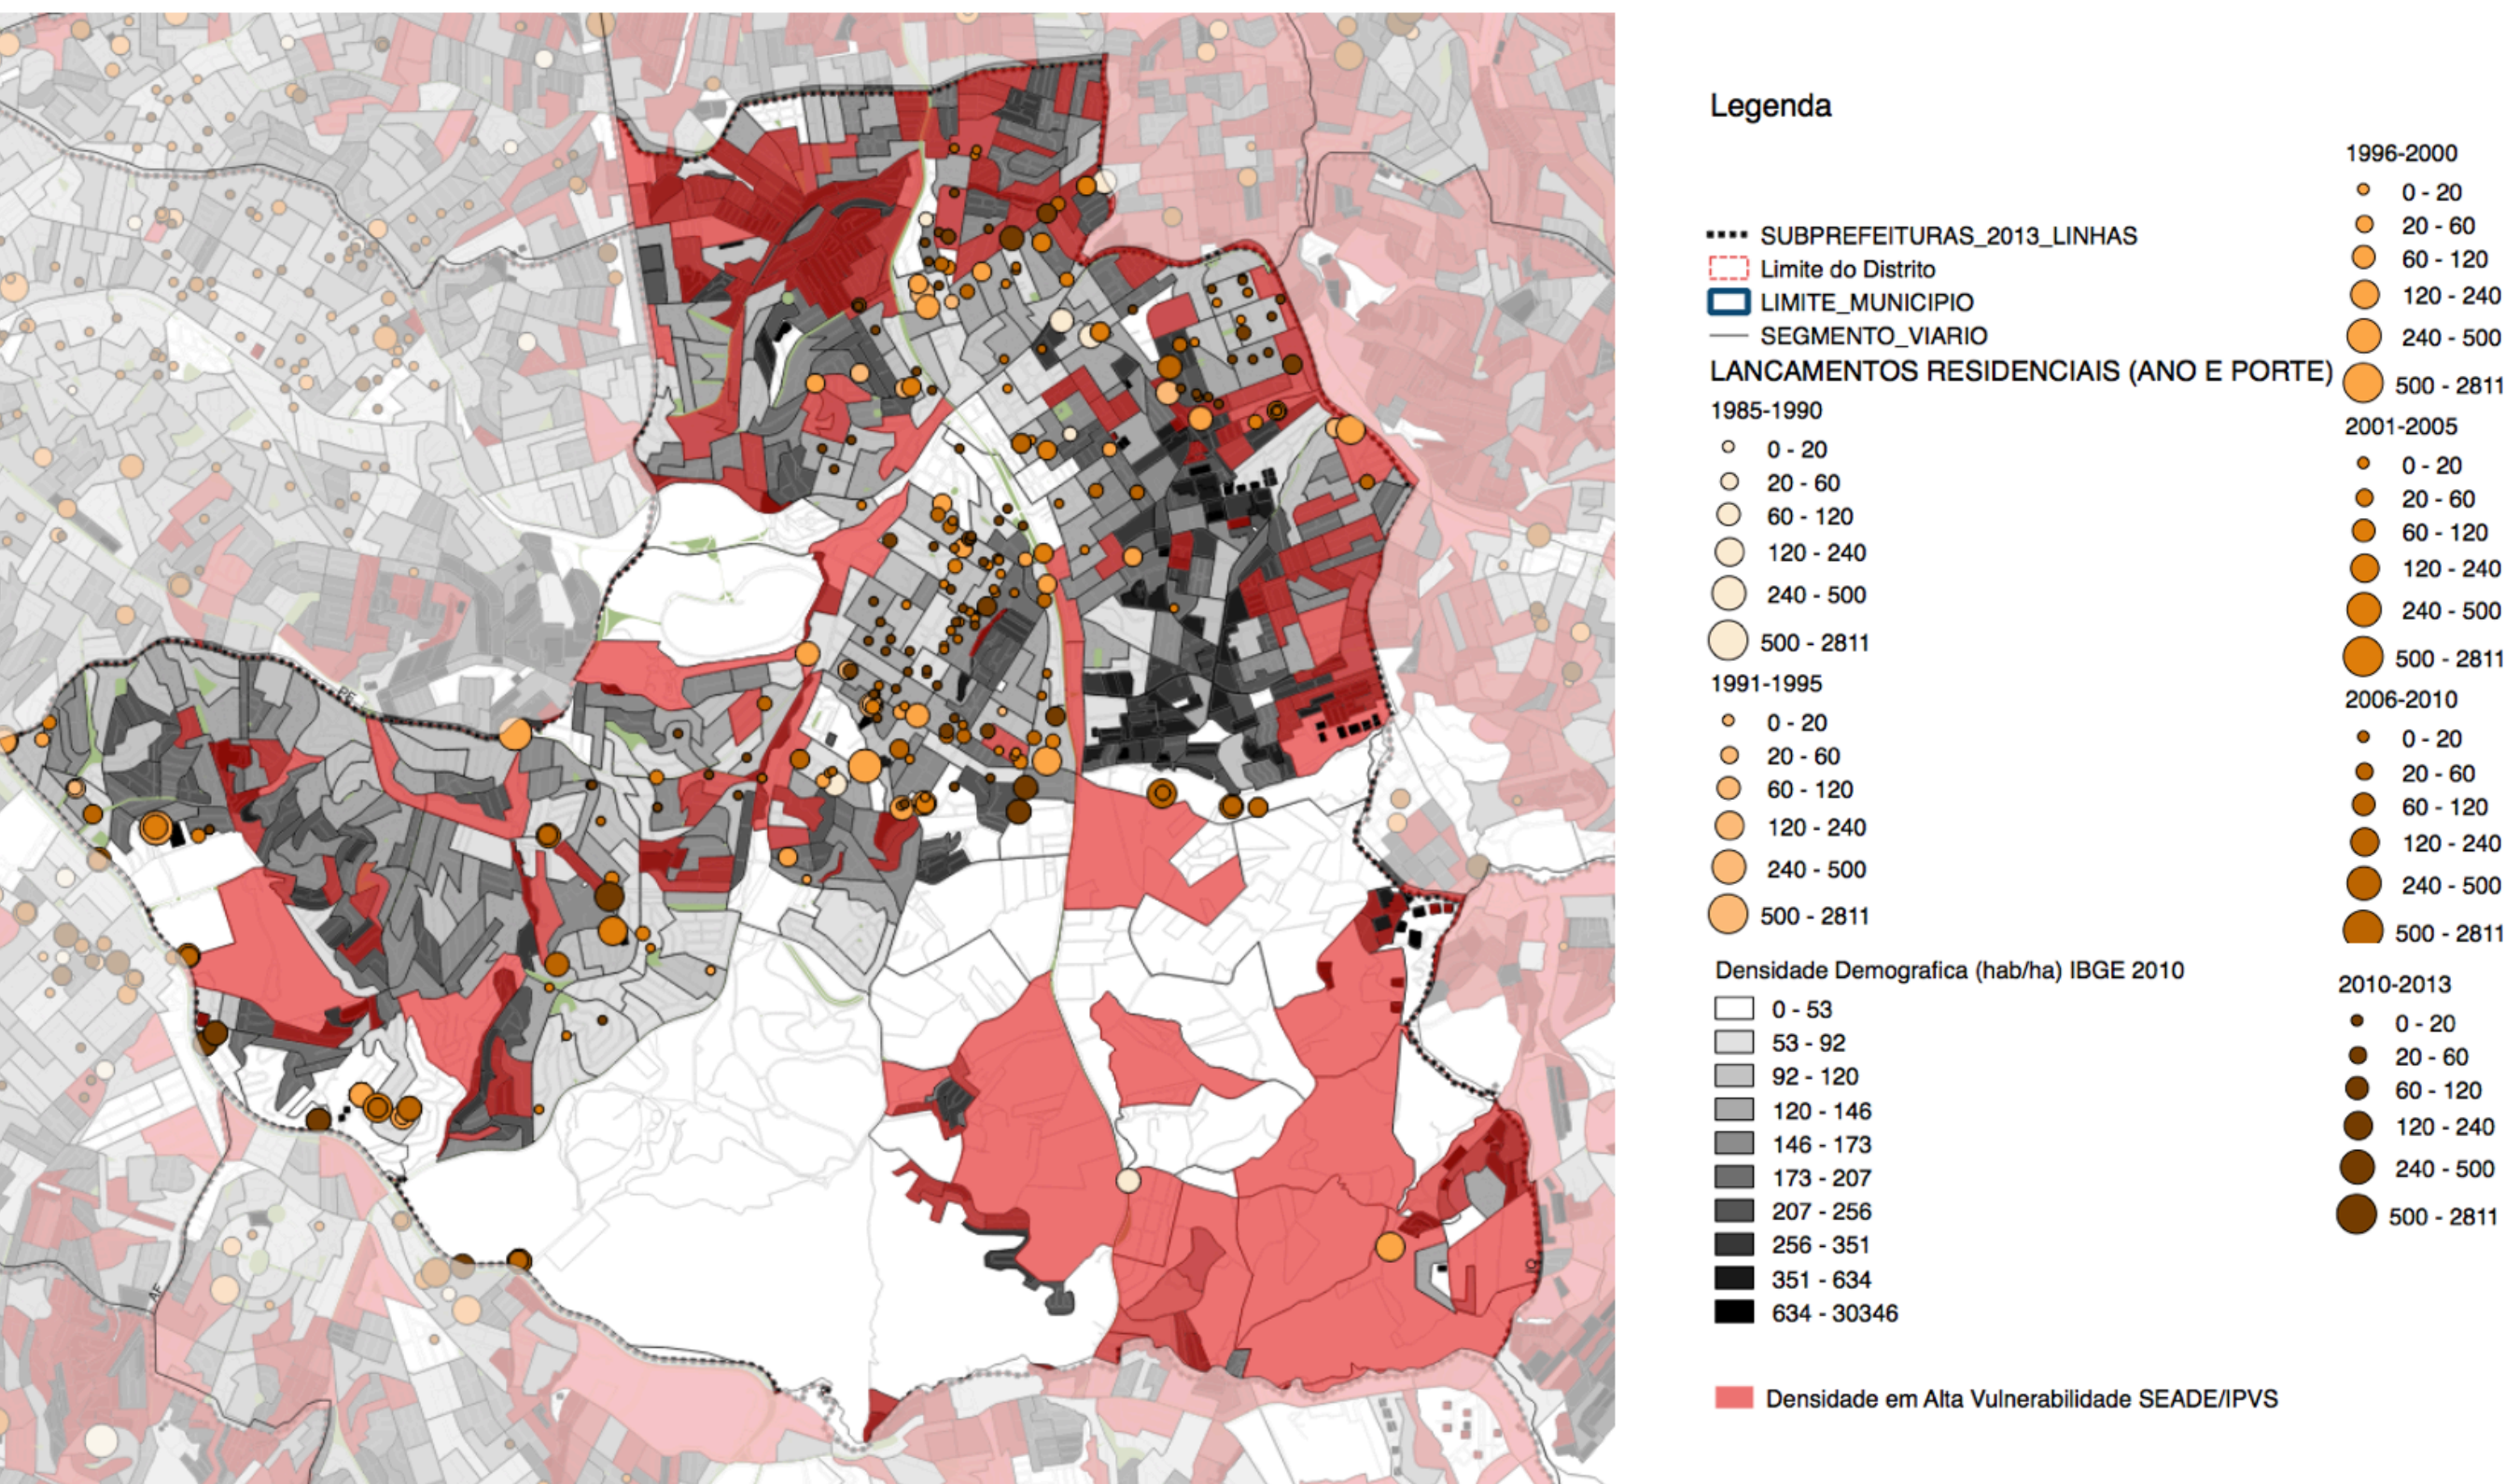 Legenda
SUBPREFEITURAS_2013_LINHAS
Limite do Distrito
LIMITE_MUNICIPIO
SEGMENTO_VIARIO
LANCAMENTOS RESIDENCIAIS (ANO E PORTE)
1985-1990
0 - 20
20 - 60
60 - 120
120 - 240
240 - 500
500 - 2811
1991-1995
0 - 20
20 - 60
60 - 120
120 - 240
240 - 500
500 - 2811
Densidade Demografica (hab/ha) IBGE 2010
0 - 53
53 - 92
92 - 120
120 - 146
146 - 173
173 - 207
207 - 256
256 - 351
351 - 634
634 - 30346
Densidade em Alta Vulnerabilidade SEADE/IPVS
1996-2000
0 - 20
20 - 60
60 - 120
120 - 240
240 - 500
500 - 2811
2001-2005
0 - 20
20 - 60
60 - 120
120 - 240
240 - 500
500 - 2811
2006-2010
0 - 20
20 - 60
60 - 120
120 - 240
240 - 500
500 - 2811
2010-2013
0 - 20
20 - 60
60 - 120
120 - 240
240 - 500
500 - 2811
PE
AF